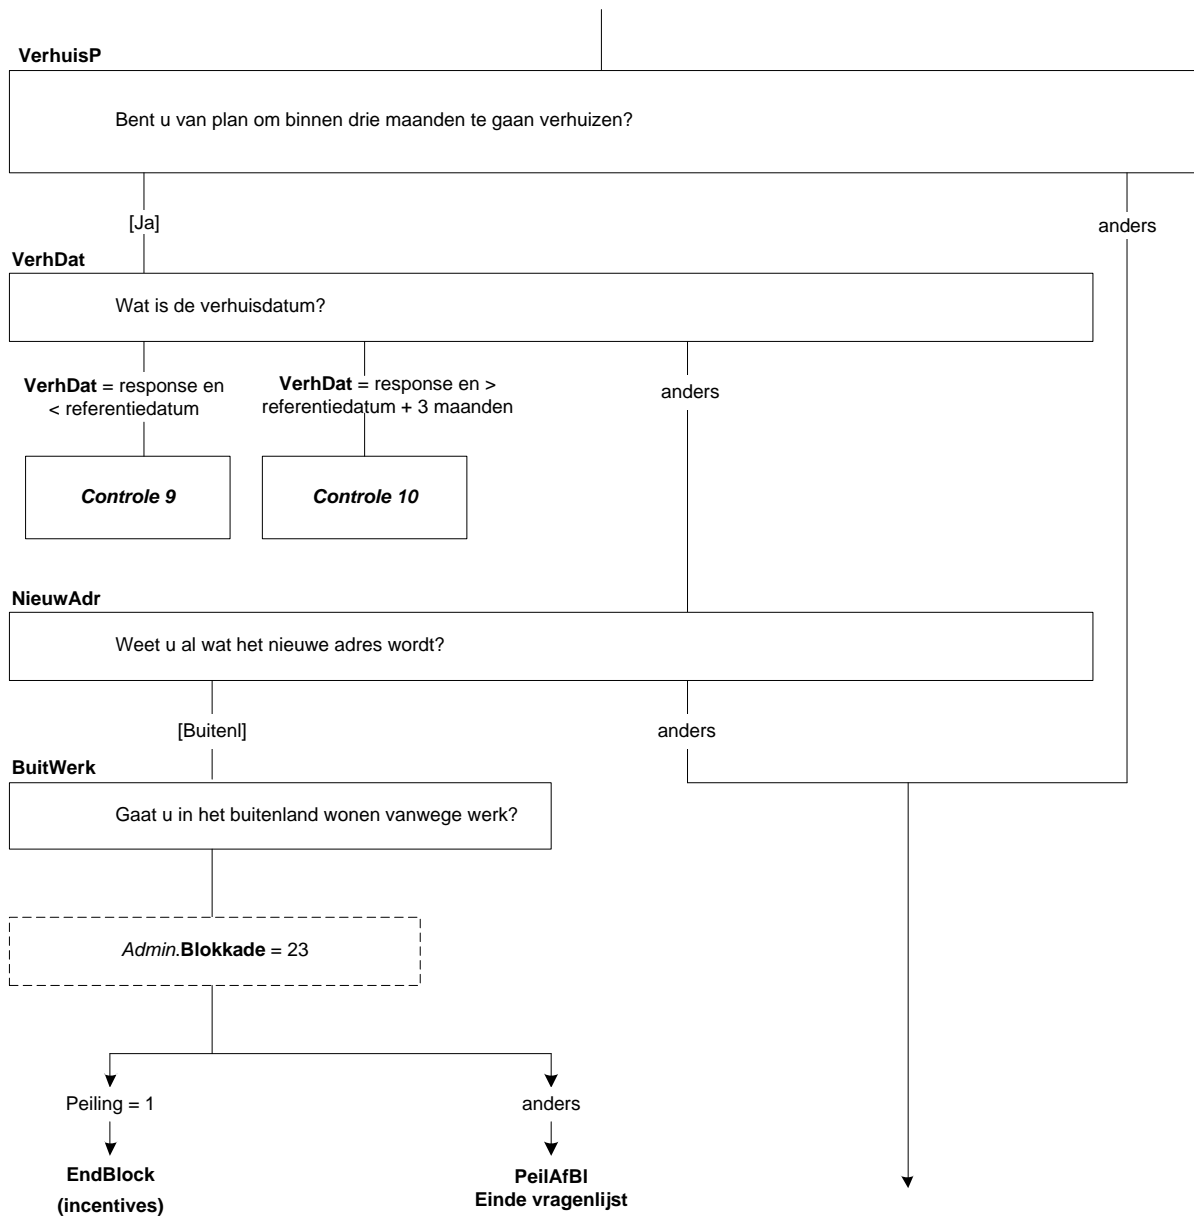 VerhuisP
Bent u van plan om binnen drie maanden te gaan verhuizen?
[Ja]
anders
VerhDat
Wat is de verhuisdatum?
VerhDat = response en
< referentiedatum
VerhDat = response en >
referentiedatum + 3 maanden
anders
Controle 9
Controle 10
NieuwAdr
Weet u al wat het nieuwe adres wordt?
[Buitenl]
anders
BuitWerk
Gaat u in het buitenland wonen vanwege werk?
Admin.Blokkade = 23
Peiling = 1
anders
EndBlock
(incentives)
PeilAfBl
Einde vragenlijst